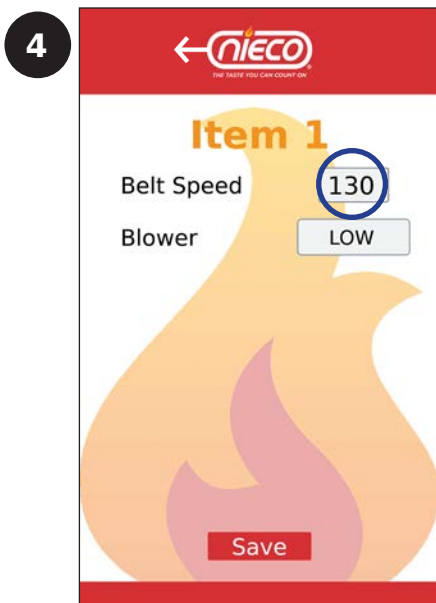 4
nieco
THE TASTE YOU CAN COUNT ON
Item 1
Belt Speed 130
Blower LOW
Save